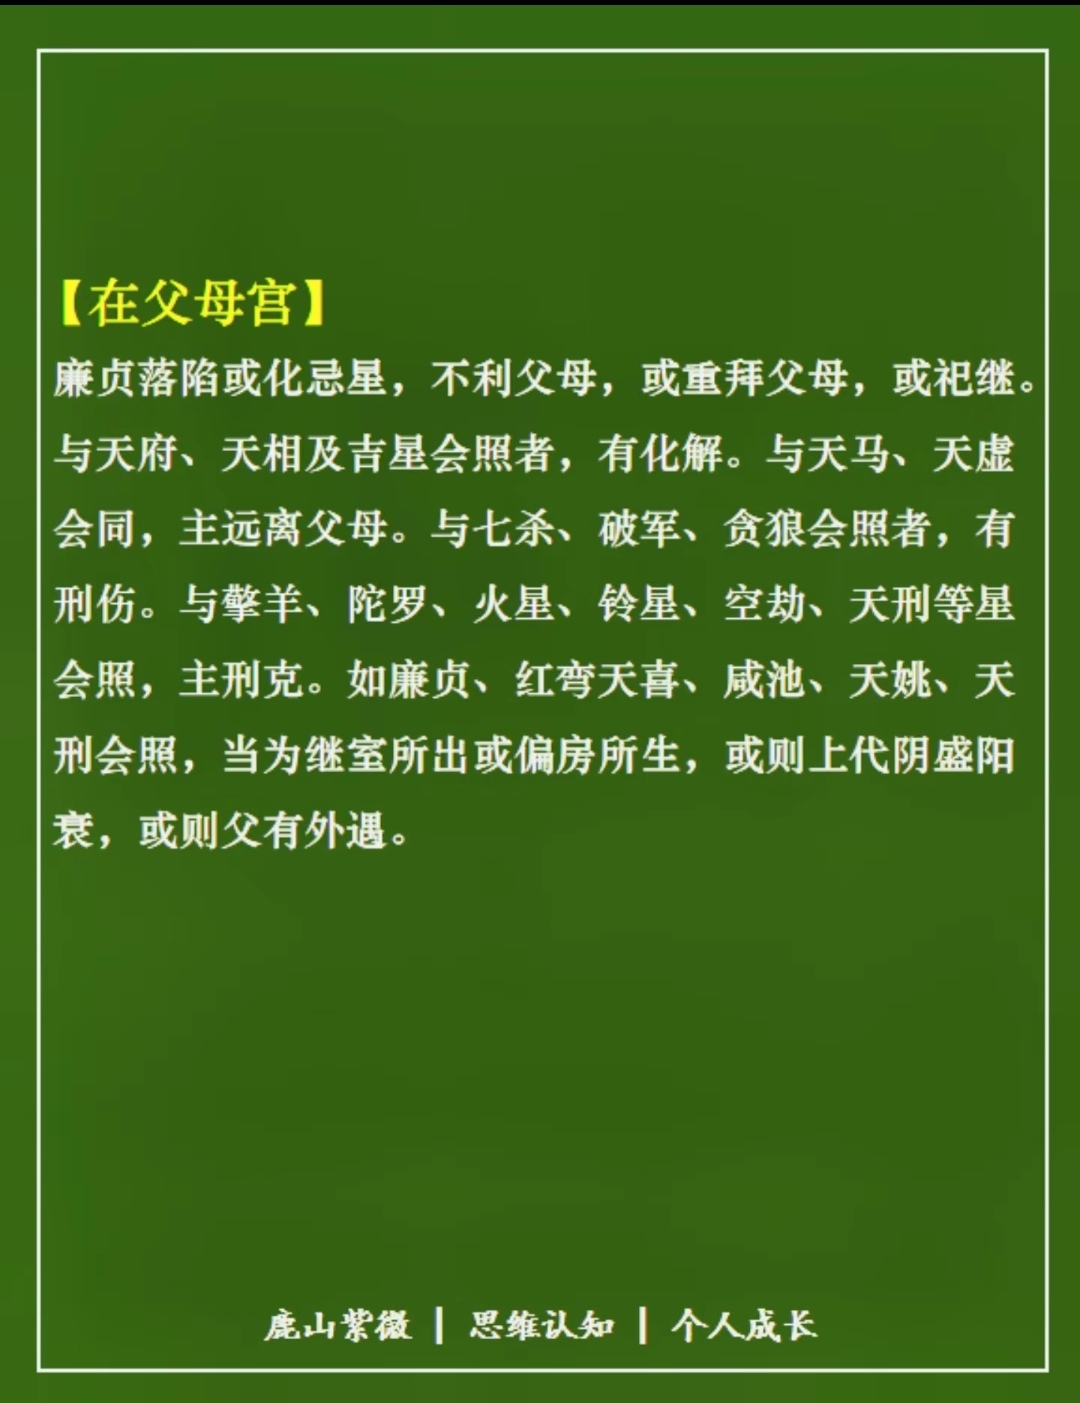 【在父母宫】
廉贞落陷或化忌星，不利父母，或重拜父母，或祀继。
与天府、天相及吉星会照者，有化解。与天马、天虚
会同，主远离父母。与七杀、破军、贪狼会照者，有
刑伤。与擎羊、陀罗、火星、铃星、空劫、天刑等星
会照，主刑克。如廉贞、红弯天喜、咸池、天姚、天
刑会照，当为继室所出或偏房所生，或则上代阴盛阳
衰，或则父有外遇。
鹿山紫微 | 思维认知 | 个人成长